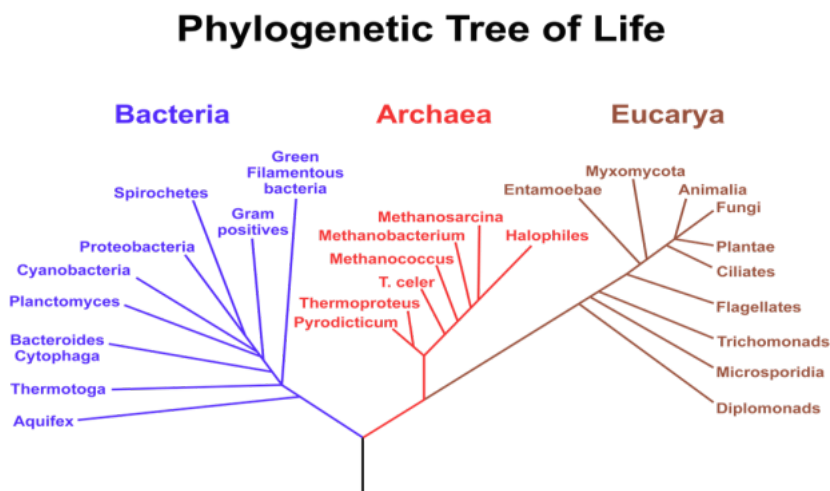 Phylogenetic Tree of Life
Bacteria
Archaea
Eucarya
Green
Filamentous
bacteria
Spirochetes
Gram
positives
Proteobacteria
Cyanobacteria
Planctomyces
Bacteroides
Cytophaga
Thermotoga
Aquifex
Methanosarcina
Methanobacterium
Halophiles
Methanococcus
T. celer
Thermoproteus
Pyrodicticum
Myxomycota
Entamoebae
Animalia
Fungi
Plantae
Ciliates
Flagellates
Trichomonads
Microsporidia
Diplomonads